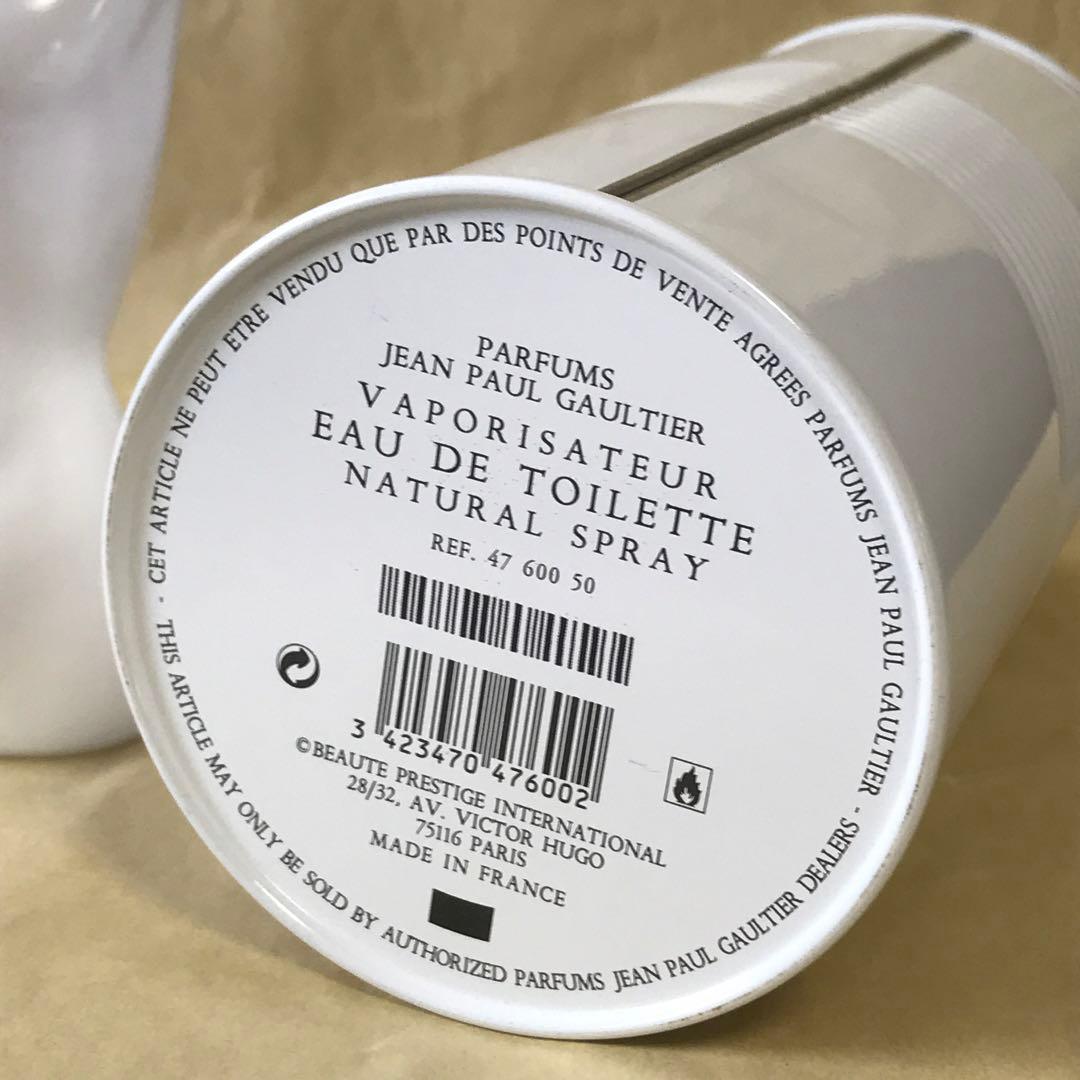 - CET ARTICLE NE PEUT ETRE VENDU QUE PAR DES POINTS DE VENTE AGREES PARFUMS JEAN PAUL GAULTIER -
PARFUMS
JEAN PAUL GAULTIER
VAPORISATEUR
EAU DE TOILETTE
NATURAL SPRAY
REF. 47 600 50
3 423470 476002
©BEAUTE PRESTIGE INTERNATIONAL
28/32, AV. VICTOR HUGO
75116 PARIS
MADE IN FRANCE
THIS ARTICLE MAY ONLY BE SOLD BY AUTHORIZED PARFUMS JEAN PAUL GAULTIER DEALERS